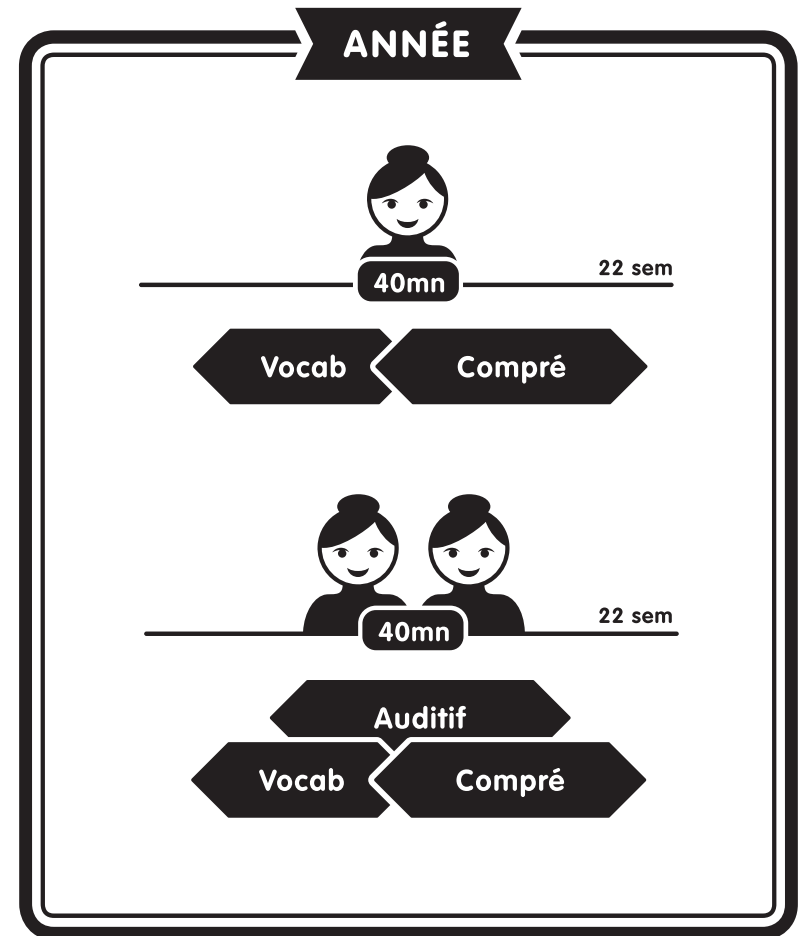 ANNÉE
22 sem
40mn
Vocab
Compré
22 sem
40mn
Auditif
Vocab
Compré